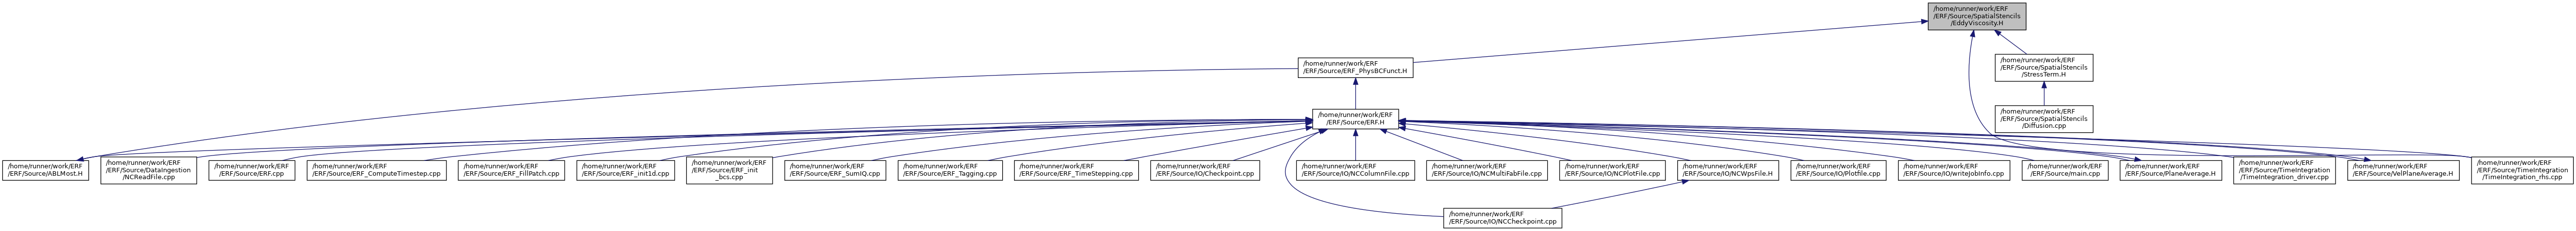 /home/runner/work/ERF
/ERF/Source/SpatialStencils
/EddyViscosity.H
/home/runner/work/ERF
/ERF/Source/ERF_PhysBCFunct.H
/home/runner/work/ERF
/ERF/Source/SpatialStencils
/StressTerm.H
/home/runner/work/ERF
/ERF/Source/ERF.H
/home/runner/work/ERF
/ERF/Source/SpatialStencils
/Diffusion.cpp
/home/runner/work/ERF
/ERF/Source/ABLMost.H
/home/runner/work/ERF
/ERF/Source/DataIngestion
/NCReadFile.cpp
/home/runner/work/ERF
/ERF/Source/ERF.cpp
/home/runner/work/ERF
/ERF/Source/ERF_ComputeTimestep.cpp
/home/runner/work/ERF
/ERF/Source/ERF_FillPatch.cpp
/home/runner/work/ERF
/ERF/Source/ERF_init1d.cpp
/home/runner/work/ERF
/ERF/Source/ERF_init
_bcs.cpp
/home/runner/work/ERF
/ERF/Source/ERF_SumIQ.cpp
/home/runner/work/ERF
/ERF/Source/ERF_Tagging.cpp
/home/runner/work/ERF
/ERF/Source/ERF_TimeStepping.cpp
/home/runner/work/ERF
/ERF/Source/IO/Checkpoint.cpp
/home/runner/work/ERF
/ERF/Source/IO/NCColumnFile.cpp
/home/runner/work/ERF
/ERF/Source/IO/NCMultiFabFile.cpp
/home/runner/work/ERF
/ERF/Source/IO/NCPlotFile.cpp
/home/runner/work/ERF
/ERF/Source/IO/NCWpsFile.H
/home/runner/work/ERF
/ERF/Source/IO/Plotfile.cpp
/home/runner/work/ERF
/ERF/Source/IO/writeJobInfo.cpp
/home/runner/work/ERF
/ERF/Source/main.cpp
/home/runner/work/ERF
/ERF/Source/PlaneAverage.H
/home/runner/work/ERF
/ERF/Source/TimeIntegration
/TimeIntegration_driver.cpp
/home/runner/work/ERF
/ERF/Source/VelPlaneAverage.H
/home/runner/work/ERF
/ERF/Source/TimeIntegration
/TimeIntegration_rhs.cpp
/home/runner/work/ERF
/ERF/Source/IO/NCCheckpoint.cpp